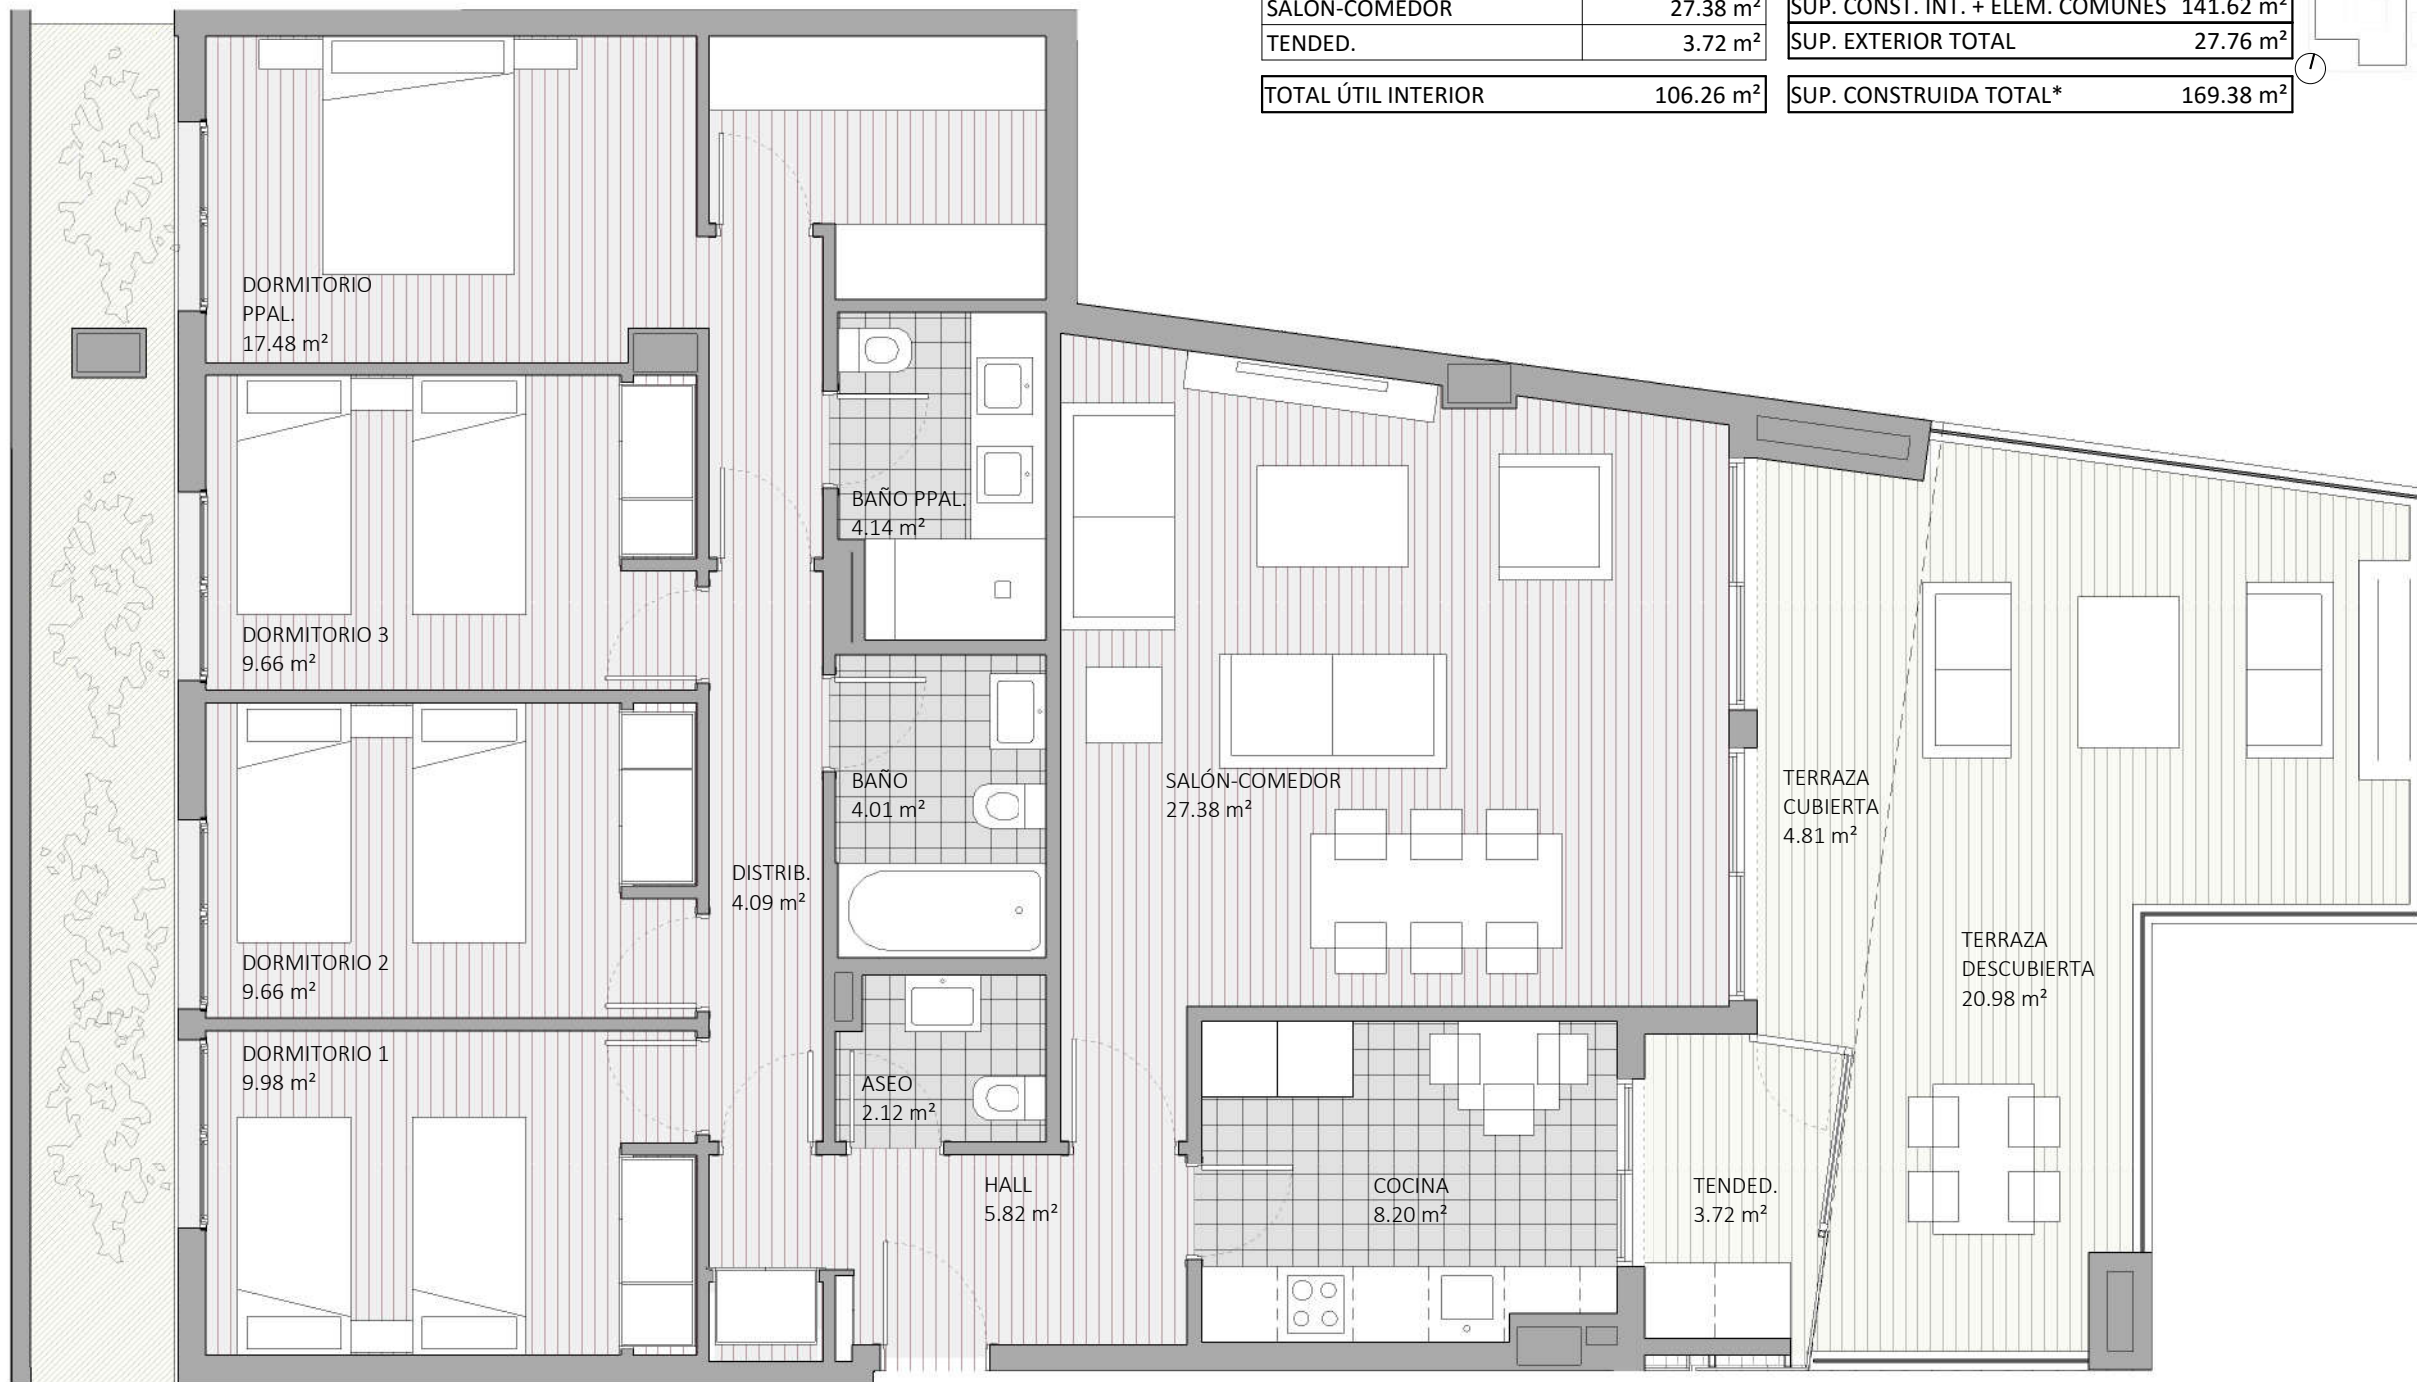 SALÓN-COMEDOR 27.38 m²
TENDED. 3.72 m²
TOTAL ÚTIL INTERIOR 106.26 m²
SUP. CONST. INT. + ELEM. COMUNES 141.62 m²
SUP. EXTERIOR TOTAL 27.76 m²
SUP. CONSTRUIDA TOTAL* 169.38 m²
DORMITORIO
PPAL.
17.48 m²
BAÑO PPAL.
4.14 m²
DORMITORIO 3
9.66 m²
BAÑO
4.01 m²
SALÓN-COMEDOR
27.38 m²
TERRAZA
CUBIERTA
4.81 m²
DISTRIB.
4.09 m²
DORMITORIO 2
9.66 m²
TERRAZA
DESCUBIERTA
20.98 m²
DORMITORIO 1
9.98 m²
ASEO
2.12 m²
HALL
5.82 m²
COCINA
8.20 m²
TENDED.
3.72 m²